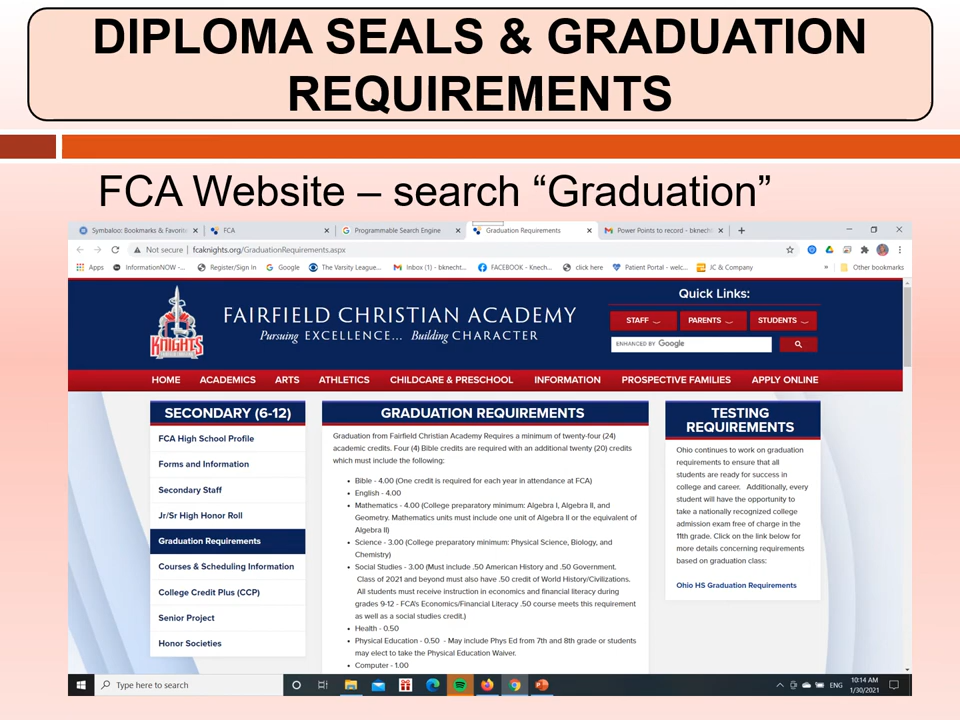 DIPLOMA SEALS & GRADUATION
REQUIREMENTS
FCA Website – search “Graduation”
Symbaloo: Bookmarks & Favorit
FCA
Programmable Search Engine
Graduation Requirements
Power Points to record - bknech
Not secure | fcaknights.org/GraduationRequirements.aspx
Apps
InformationNOW -...
Register/Sign In
Google
The Varsity League...
Inbox (1) - bknecht...
FACEBOOK - Knech...
click here
Patient Portal - welc...
JC & Company
»
Other bookmarks
KNIGHTS
FAIRFIELD CHRISTIAN ACADEMY
Pursuing EXCELLENCE... Building CHARACTER
Quick Links:
STAFF
PARENTS
STUDENTS
ENHANCED BY Google
HOME
ACADEMICS
ARTS
ATHLETICS
CHILDCARE & PRESCHOOL
INFORMATION
PROSPECTIVE FAMILIES
APPLY ONLINE
SECONDARY (6-12)
FCA High School Profile
Forms and Information
Secondary Staff
Jr/Sr High Honor Roll
Graduation Requirements
Courses & Scheduling Information
College Credit Plus (CCP)
Senior Project
Honor Societies
GRADUATION REQUIREMENTS
Graduation from Fairfield Christian Academy Requires a minimum of twenty-four (24)
academic credits. Four (4) Bible credits are required with an additional twenty (20) credits
which must include the following:
• Bible - 4.00 (One credit is required for each year in attendance at FCA)
• English - 4.00
• Mathematics - 4.00 (College preparatory minimum: Algebra I, Algebra II, and
Geometry. Mathematics units must include one unit of Algebra II or the equivalent of
Algebra II)
• Science - 3.00 (College preparatory minimum: Physical Science, Biology, and
Chemistry)
• Social Studies - 3.00 (Must include .50 American History and .50 Government.
Class of 2021 and beyond must also have .50 credit of World History/Civilizations.
All students must receive instruction in economics and financial literacy during
grades 9-12 - FCA's Economics/Financial Literacy .50 course meets this requirement
as well as a social studies credit.)
• Health - 0.50
• Physical Education - 0.50 - May include Phys Ed from 7th and 8th grade or students
may elect to take the Physical Education Waiver.
• Computer - 1.00
TESTING
REQUIREMENTS
Ohio continues to work on graduation
requirements to ensure that all
students are ready for success in
college and career. Additionally, every
student will have the opportunity to
take a nationally recognized college
admission exam free of charge in the
11th grade. Click on the link below for
more details concerning requirements
based on graduation class:
Ohio HS Graduation Requirements
Type here to search
ENG
10:14 AM
1/30/2021